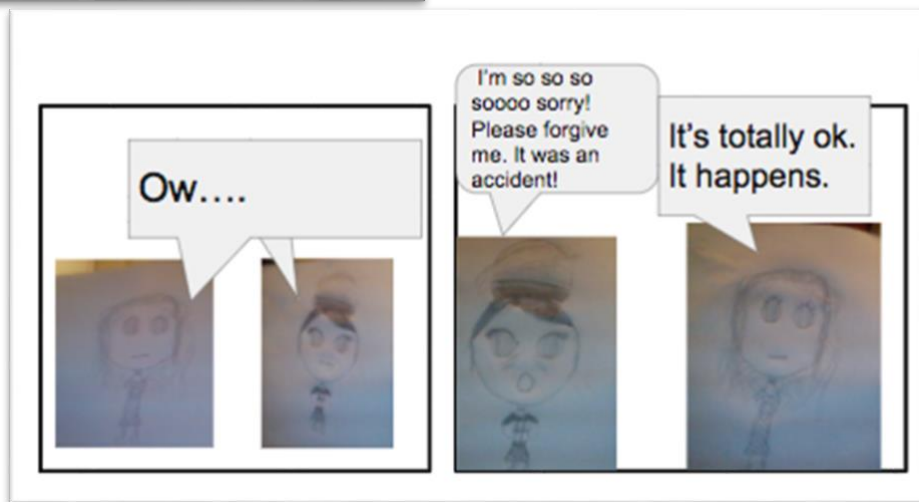 Ow....
I'm so so so
soooo sorry!
Please forgive
me. It was an
accident!
It's totally ok.
It happens.